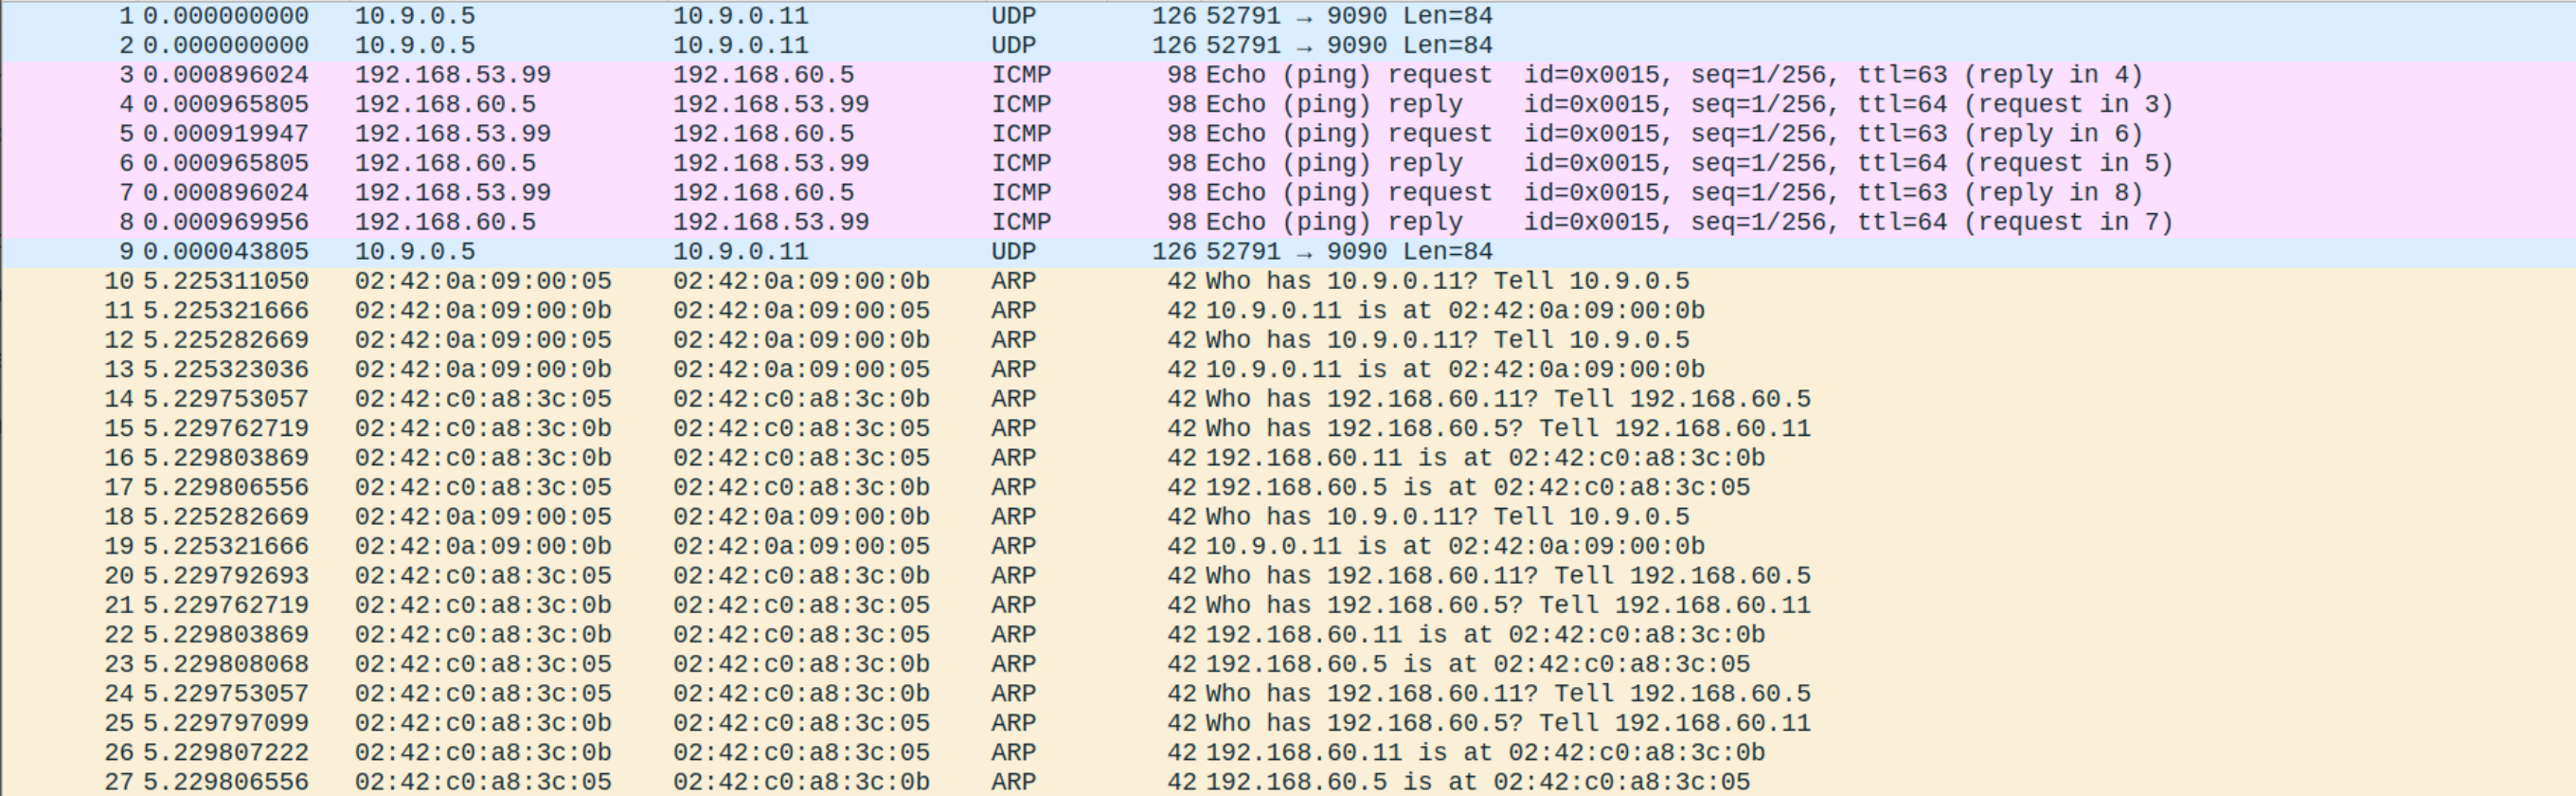 1 0.000000000 10.9.0.5 10.9.0.11 UDP 126 52791 → 9090 Len=84
2 0.000000000 10.9.0.5 10.9.0.11 UDP 126 52791 → 9090 Len=84
3 0.000896024 192.168.53.99 192.168.60.5 ICMP 98 Echo (ping) request id=0x0015, seq=1/256, ttl=63 (reply in 4)
4 0.000965805 192.168.60.5 192.168.53.99 ICMP 98 Echo (ping) reply id=0x0015, seq=1/256, ttl=64 (request in 3)
5 0.000919947 192.168.53.99 192.168.60.5 ICMP 98 Echo (ping) request id=0x0015, seq=1/256, ttl=63 (reply in 6)
6 0.000965805 192.168.60.5 192.168.53.99 ICMP 98 Echo (ping) reply id=0x0015, seq=1/256, ttl=64 (request in 5)
7 0.000896024 192.168.53.99 192.168.60.5 ICMP 98 Echo (ping) request id=0x0015, seq=1/256, ttl=63 (reply in 8)
8 0.000969956 192.168.60.5 192.168.53.99 ICMP 98 Echo (ping) reply id=0x0015, seq=1/256, ttl=64 (request in 7)
9 0.000043805 10.9.0.5 10.9.0.11 UDP 126 52791 → 9090 Len=84
10 5.225311050 02:42:0a:09:00:05 02:42:0a:09:00:0b ARP 42 Who has 10.9.0.11? Tell 10.9.0.5
11 5.225321666 02:42:0a:09:00:0b 02:42:0a:09:00:05 ARP 42 10.9.0.11 is at 02:42:0a:09:00:0b
12 5.225282669 02:42:0a:09:00:05 02:42:0a:09:00:0b ARP 42 Who has 10.9.0.11? Tell 10.9.0.5
13 5.225323036 02:42:0a:09:00:0b 02:42:0a:09:00:05 ARP 42 10.9.0.11 is at 02:42:0a:09:00:0b
14 5.229753057 02:42:c0:a8:3c:05 02:42:c0:a8:3c:0b ARP 42 Who has 192.168.60.11? Tell 192.168.60.5
15 5.229762719 02:42:c0:a8:3c:0b 02:42:c0:a8:3c:05 ARP 42 Who has 192.168.60.5? Tell 192.168.60.11
16 5.229803869 02:42:c0:a8:3c:0b 02:42:c0:a8:3c:05 ARP 42 192.168.60.11 is at 02:42:c0:a8:3c:0b
17 5.229806556 02:42:c0:a8:3c:05 02:42:c0:a8:3c:0b ARP 42 192.168.60.5 is at 02:42:c0:a8:3c:05
18 5.225282669 02:42:0a:09:00:05 02:42:0a:09:00:0b ARP 42 Who has 10.9.0.11? Tell 10.9.0.5
19 5.225321666 02:42:0a:09:00:0b 02:42:0a:09:00:05 ARP 42 10.9.0.11 is at 02:42:0a:09:00:0b
20 5.229792693 02:42:c0:a8:3c:05 02:42:c0:a8:3c:0b ARP 42 Who has 192.168.60.11? Tell 192.168.60.5
21 5.229762719 02:42:c0:a8:3c:0b 02:42:c0:a8:3c:05 ARP 42 Who has 192.168.60.5? Tell 192.168.60.11
22 5.229803869 02:42:c0:a8:3c:0b 02:42:c0:a8:3c:05 ARP 42 192.168.60.11 is at 02:42:c0:a8:3c:0b
23 5.229808068 02:42:c0:a8:3c:05 02:42:c0:a8:3c:0b ARP 42 192.168.60.5 is at 02:42:c0:a8:3c:05
24 5.229753057 02:42:c0:a8:3c:05 02:42:c0:a8:3c:0b ARP 42 Who has 192.168.60.11? Tell 192.168.60.5
25 5.229797099 02:42:c0:a8:3c:0b 02:42:c0:a8:3c:05 ARP 42 Who has 192.168.60.5? Tell 192.168.60.11
26 5.229807222 02:42:c0:a8:3c:0b 02:42:c0:a8:3c:05 ARP 42 192.168.60.11 is at 02:42:c0:a8:3c:0b
27 5.229806556 02:42:c0:a8:3c:05 02:42:c0:a8:3c:0b ARP 42 192.168.60.5 is at 02:42:c0:a8:3c:05